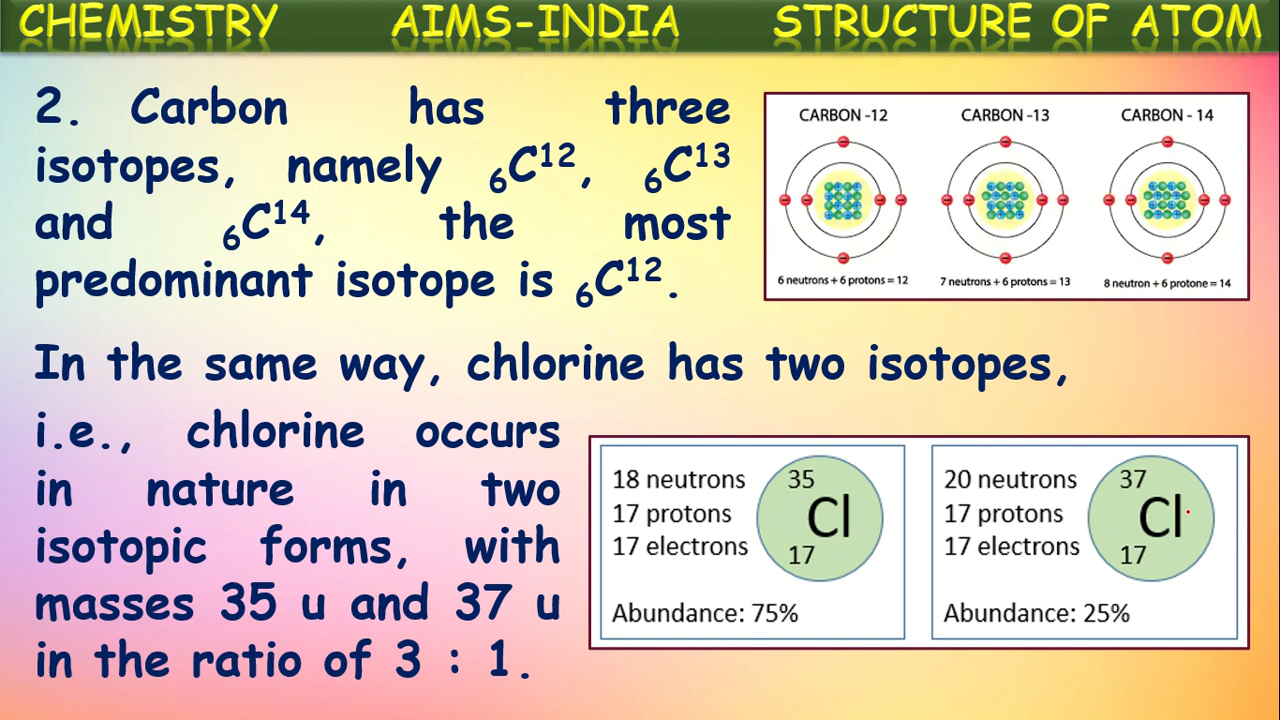 CHEMISTRY AIMS-INDIA STRUCTURE OF ATOM
2. Carbon has three
isotopes, namely ₆C¹², ₆C¹³
and ₆C¹⁴, the most
predominant isotope is ₆C¹².
CARBON -12
6 neutrons + 6 protons = 12
CARBON -13
7 neutrons + 6 protons = 13
CARBON - 14
8 neutron + 6 protone = 14
In the same way, chlorine has two isotopes,
i.e., chlorine occurs
in nature in two
isotopic forms, with
masses 35 u and 37 u
in the ratio of 3 : 1.
18 neutrons
17 protons
17 electrons
35
Cl
17
Abundance: 75%
20 neutrons
17 protons
17 electrons
37
Cl
17
Abundance: 25%